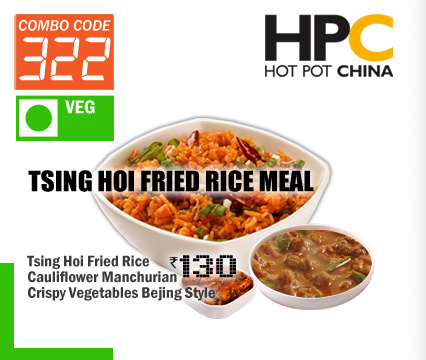 COMBO CODE
322
VEG
HPC
HOT POT CHINA
TSING HOI FRIED RICE MEAL
Tsing Hoi Fried Rice
Cauliflower Manchurian
Crispy Vegetables Bejing Style
₹130